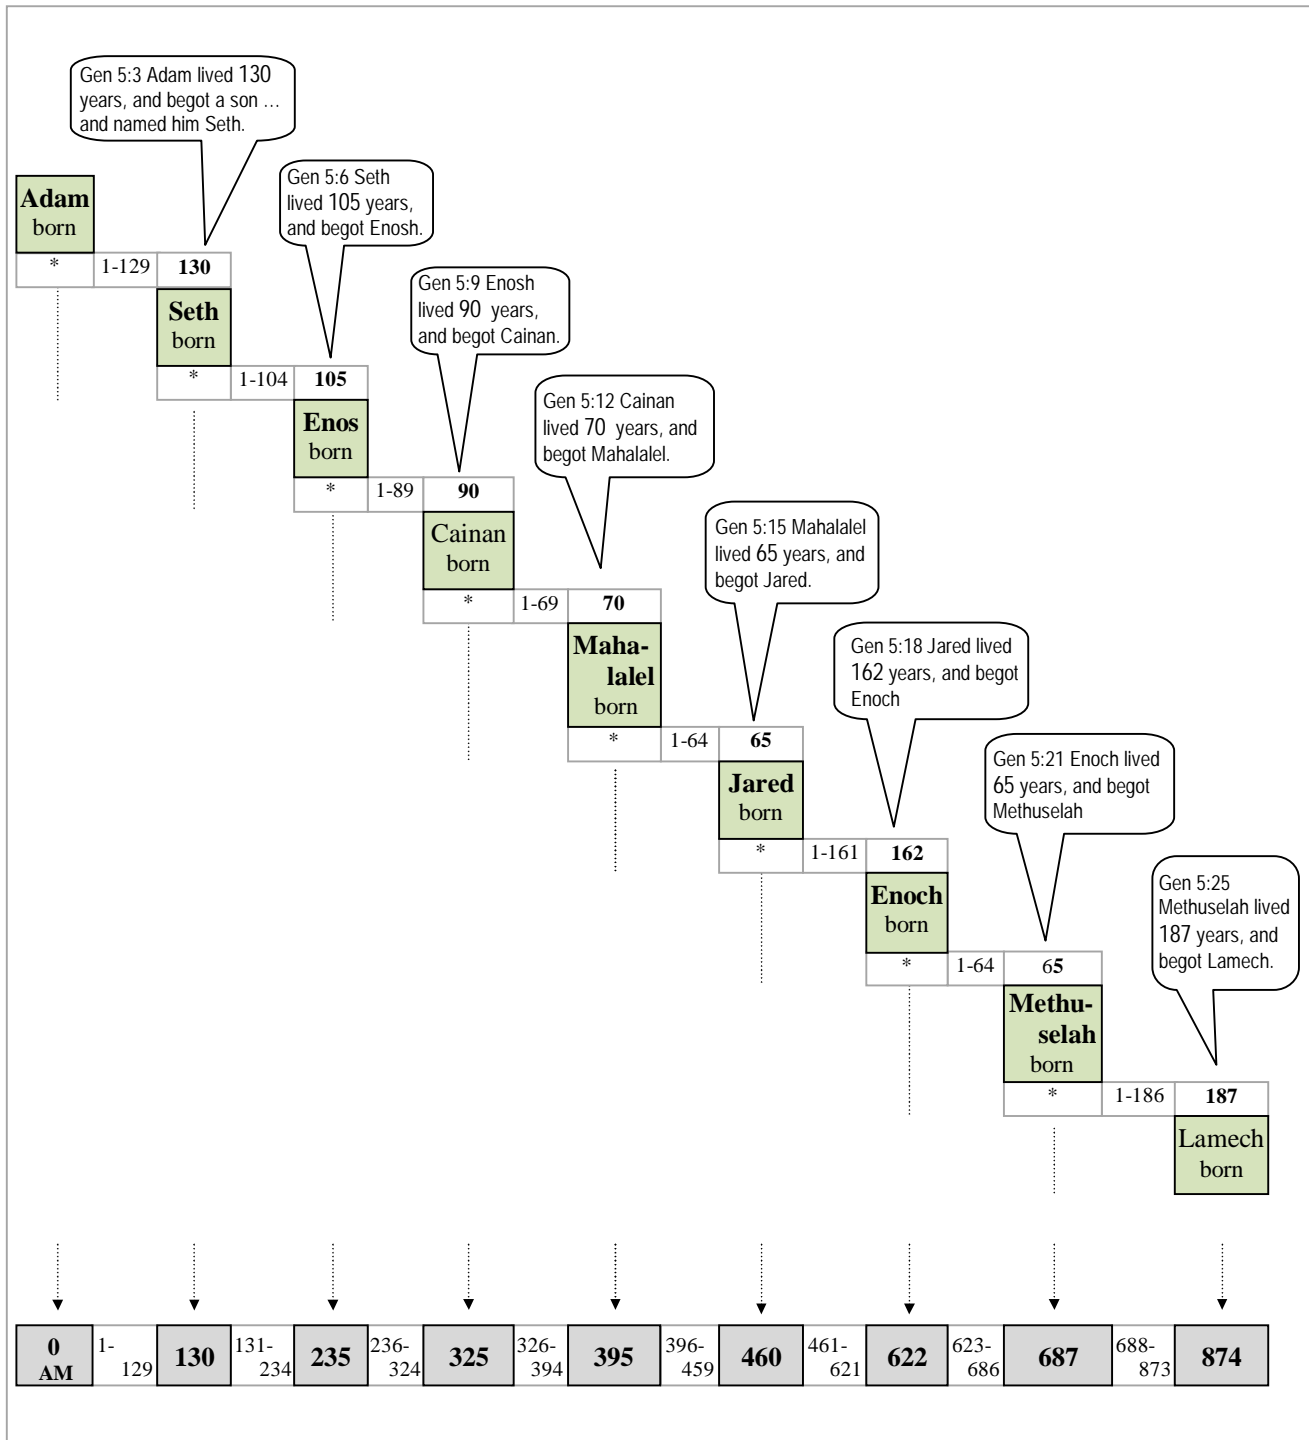 Gen 5:3 Adam lived 130
years, and begot a son …
and named him Seth.
Adam
born
* 1-129 130
Gen 5:6 Seth
lived 105 years,
and begot Enosh.
Seth
born
* 1-104 105
Gen 5:9 Enosh
lived 90 years,
and begot Cainan.
Enos
born
* 1-89 90
Gen 5:12 Cainan
lived 70 years, and
begot Mahalalel.
Cainan
born
* 1-69 70
Gen 5:15 Mahalalel
lived 65 years, and
begot Jared.
Maha-
lalel
born
* 1-64 65
Gen 5:18 Jared lived
162 years, and begot
Enoch
Jared
born
* 1-161 162
Gen 5:21 Enoch lived
65 years, and begot
Methuselah
Enoch
born
* 1-64 65
Gen 5:25
Methuselah lived
187 years, and
begot Lamech.
Methu-
selah
born
* 1-186 187
Lamech
born
0
AM
1-
129
130
131-
234
235
236-
324
325
326-
394
395
396-
459
460
461-
621
622
623-
686
687
688-
873
874